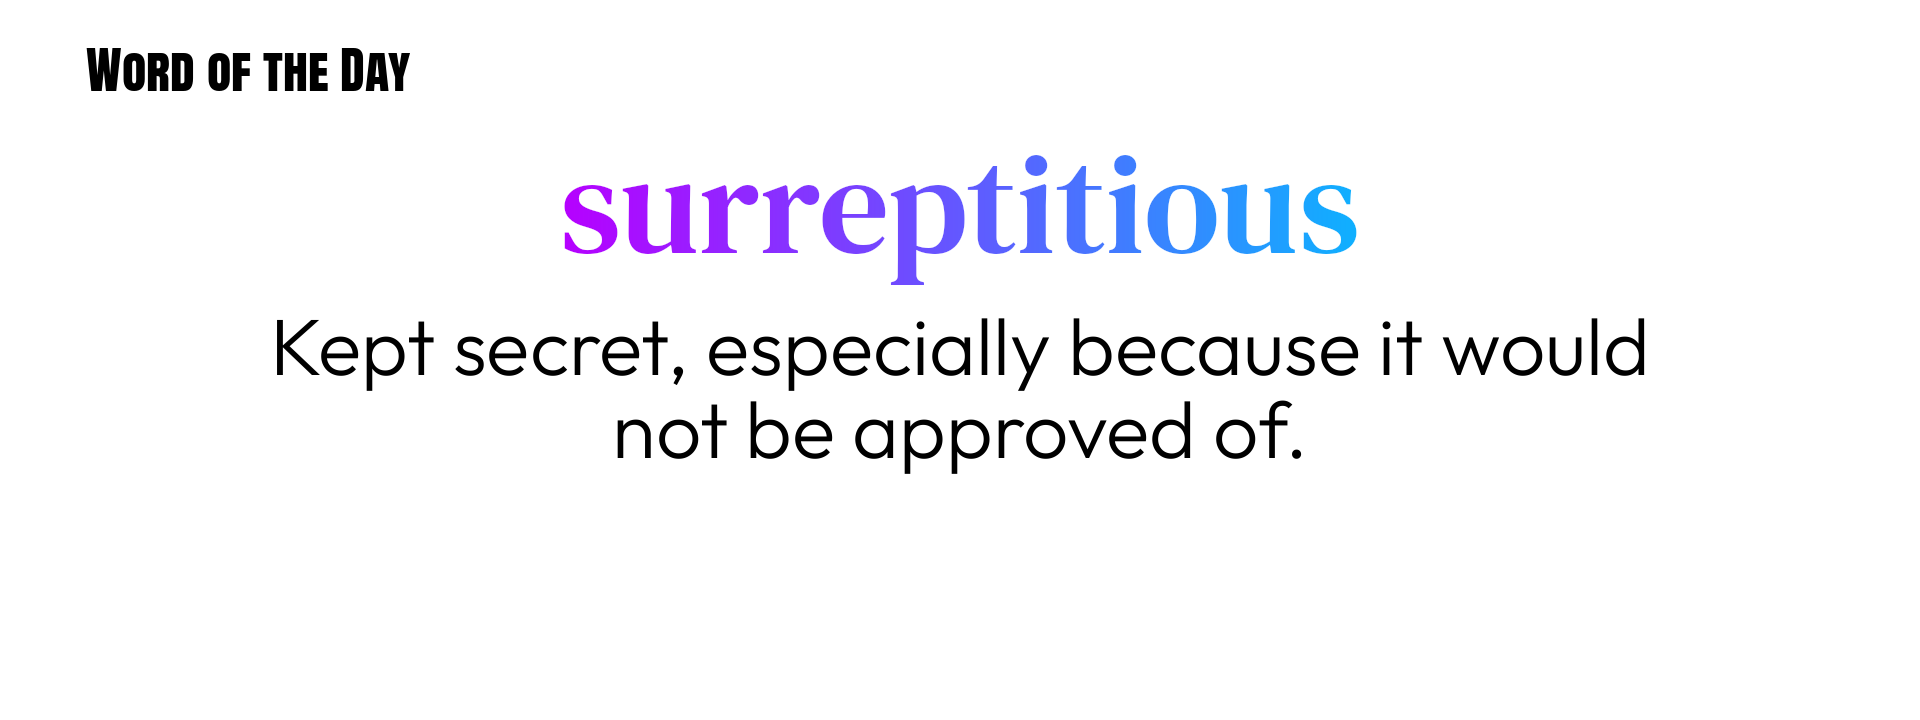 Word of the Day
surreptitious
Kept secret, especially because it would
not be approved of.